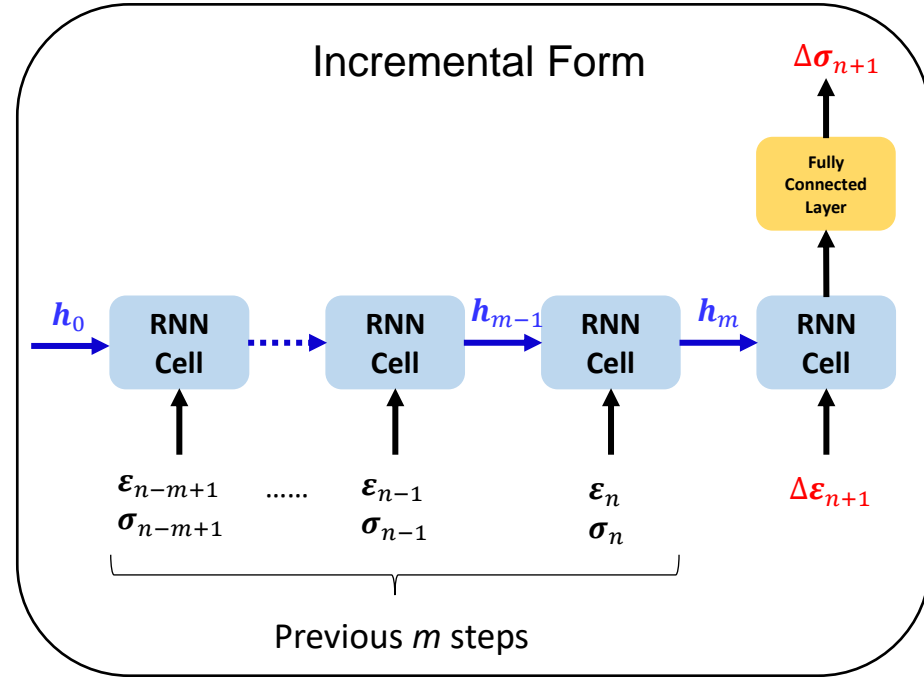 Incremental Form
Δ𝝈ₙ₊₁
Fully
Connected
Layer
𝒉₀
RNN
Cell
RNN
Cell
𝒉ₘ₋₁
RNN
Cell
𝒉ₘ
RNN
Cell
𝜺ₙ₋ₘ₊₁
𝝈ₙ₋ₘ₊₁
......
𝜺ₙ₋₁
𝝈ₙ₋₁
𝜺ₙ
𝝈ₙ
Δ𝜺ₙ₊₁
Previous m steps